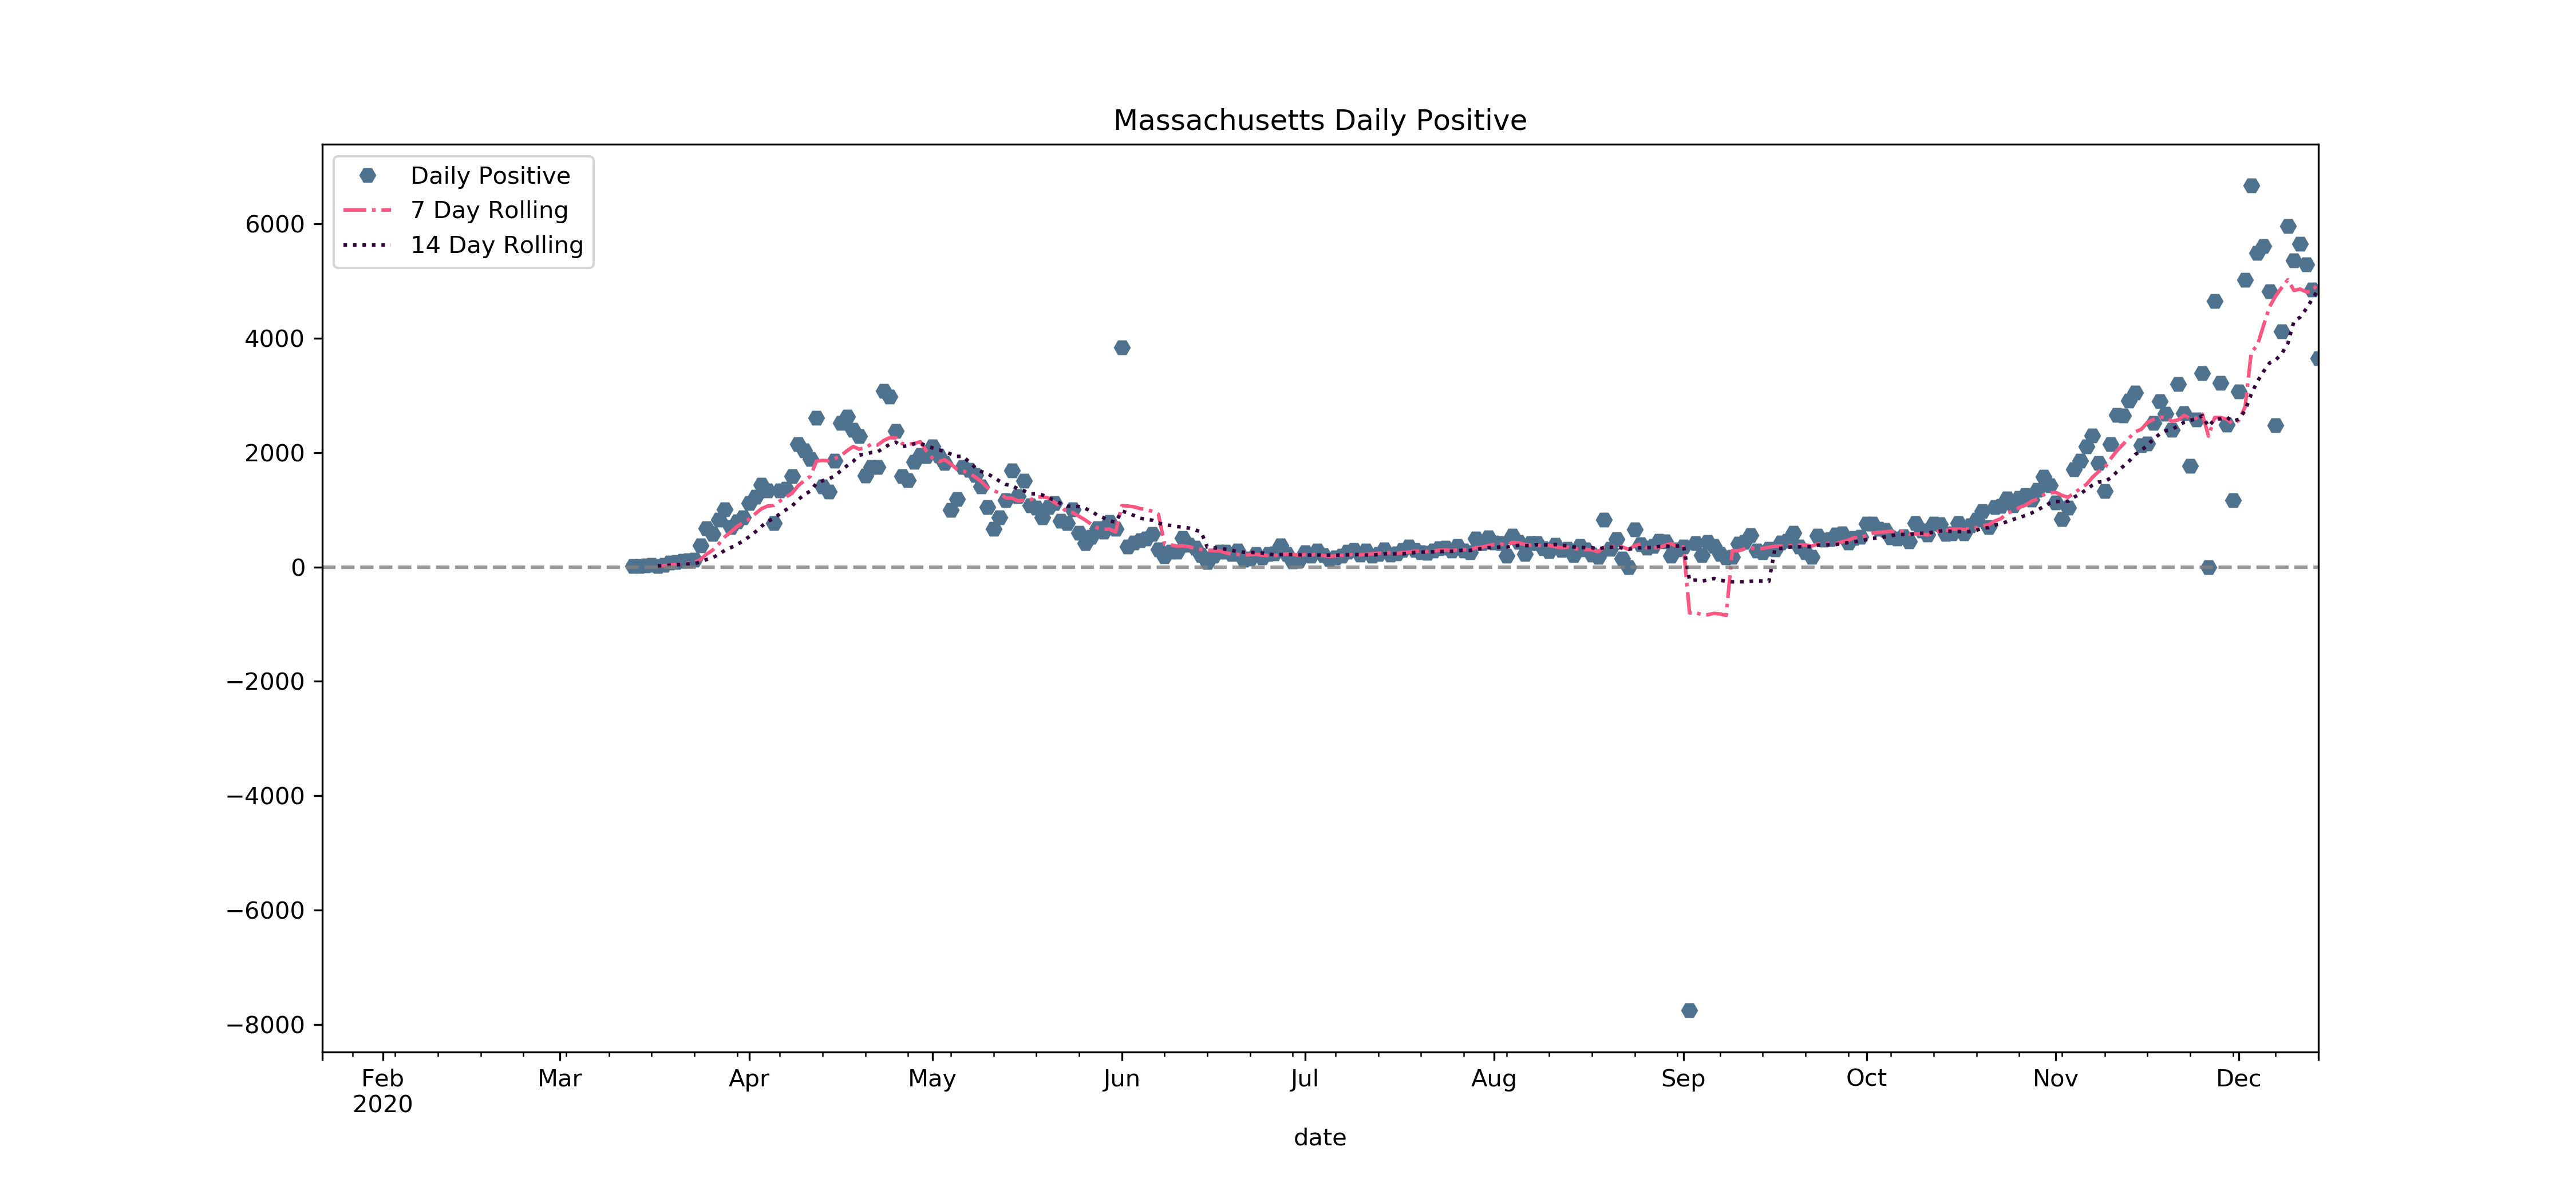 Massachusetts Daily Positive
Daily Positive
7 Day Rolling
14 Day Rolling
6000
4000
2000
0
−2000
−4000
−6000
−8000
Feb Mar Apr May Jun Jul Aug Sep Oct Nov Dec
2020
date